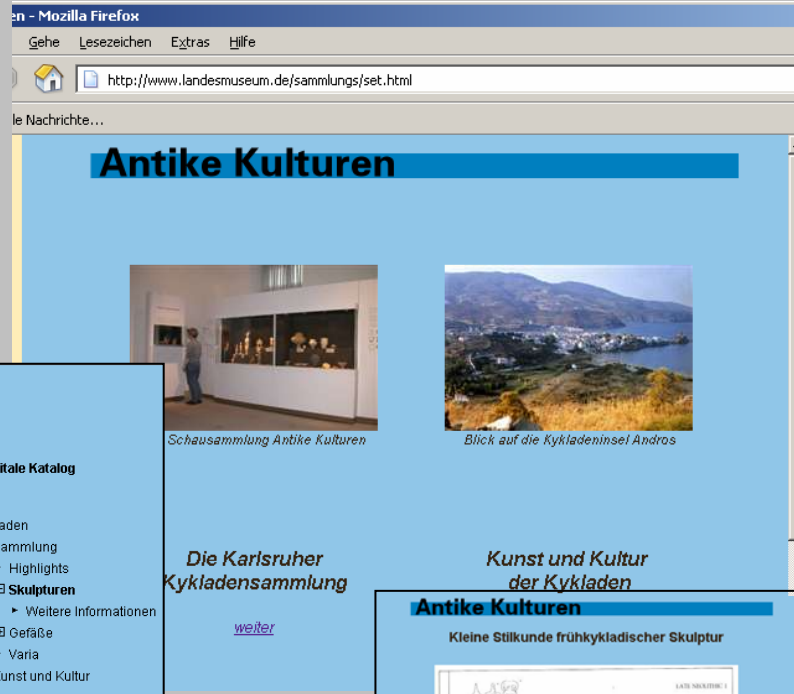 en - Mozilla Firefox
Gehe Lesezeichen Extras Hilfe
http://www.landesmuseum.de/sammlungs/set.html
le Nachrichte...
Antike Kulturen
Schausammlung Antike Kulturen
Blick auf die Kykladeninsel Andros
itale Katalog
aden
ammlung
Highlights
Skulpturen
Weitere Informationen
Gefäße
Varia
unst und Kultur
Die Karlsruher
Kykladensammlung
weiter
Kunst und Kultur
der Kykladen
Antike Kulturen
Kleine Stilkunde frühkykladischer Skulptur
LATE NEOLITHIC I